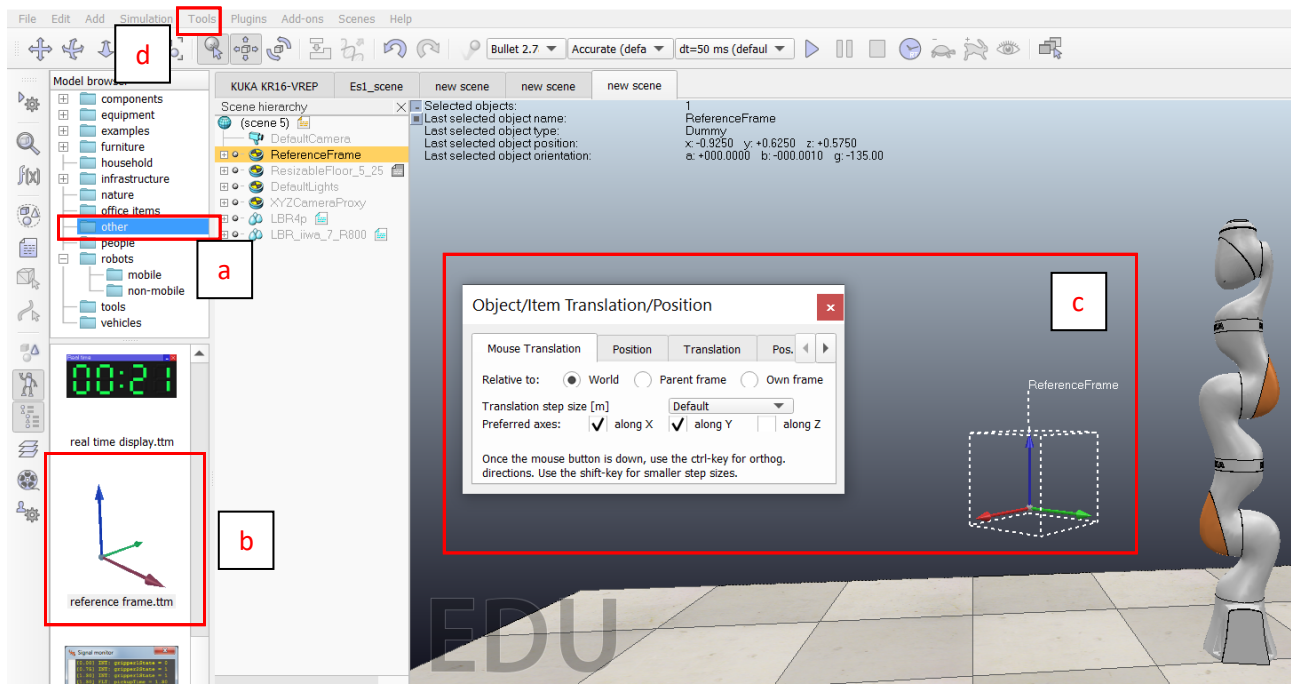 File Edit Add Simulation Tools Plugins Add-ons Scenes Help
d
Bullet 2.7 Accurate (defa dt=50 ms (defaul
f(x)
Model browser
components
equipment
examples
furniture
household
infrastructure
nature
office items
other
people
robots
mobile
non-mobile
tools
vehicles
a
Real time
00:21
real time display.ttm
reference frame.ttm
b
Signal monitor
KUKA KR16-VREP Es1_scene new scene new scene new scene
Scene hierarchy
(scene 5)
DefaultCamera
ReferenceFrame
ResizableFloor_5_25
DefaultLights
XYZCameraProxy
LBR4p
LBR_iiwa_7_R800
Selected objects: 1
Last selected object name: ReferenceFrame
Last selected object type: Dummy
Last selected object position: x: -0.9250 y: +0.6250 z: +0.5750
Last selected object orientation: a: +000.0000 b: -000.0010 g: -135.00
c
Object/Item Translation/Position
Mouse Translation Position Translation Pos.
Relative to: World Parent frame Own frame
Translation step size [m] Default
Preferred axes: along X along Y along Z
Once the mouse button is down, use the ctrl-key for orthog.
directions. Use the shift-key for smaller step sizes.
ReferenceFrame
EDU